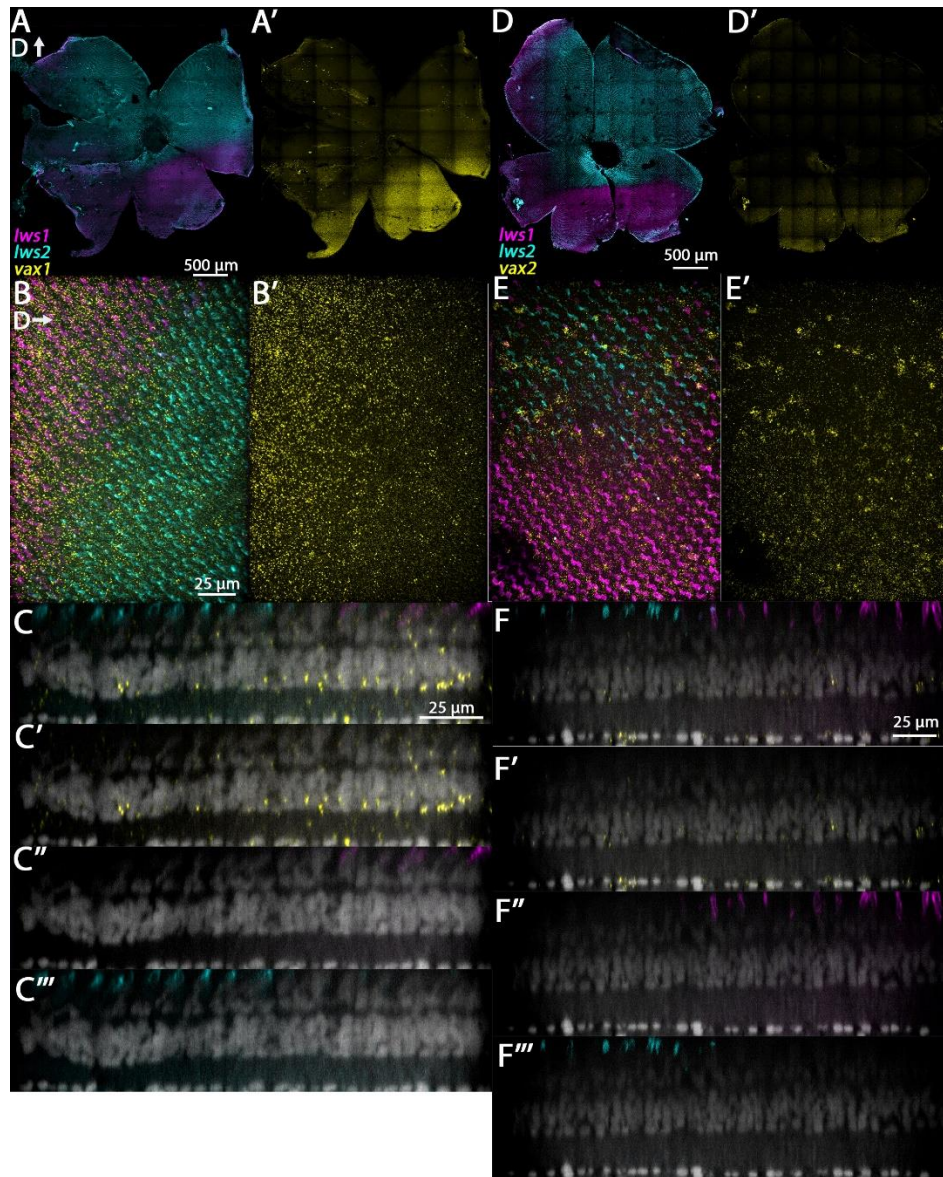 A
D
A'
lws1
lws2
vax1
500 µm
D
D'
lws1
lws2
vax2
500 µm
B
D
B'
25 µm
E
E'
C
25 µm
C'
C"
C'"
F
25 µm
F'
F"
F'"